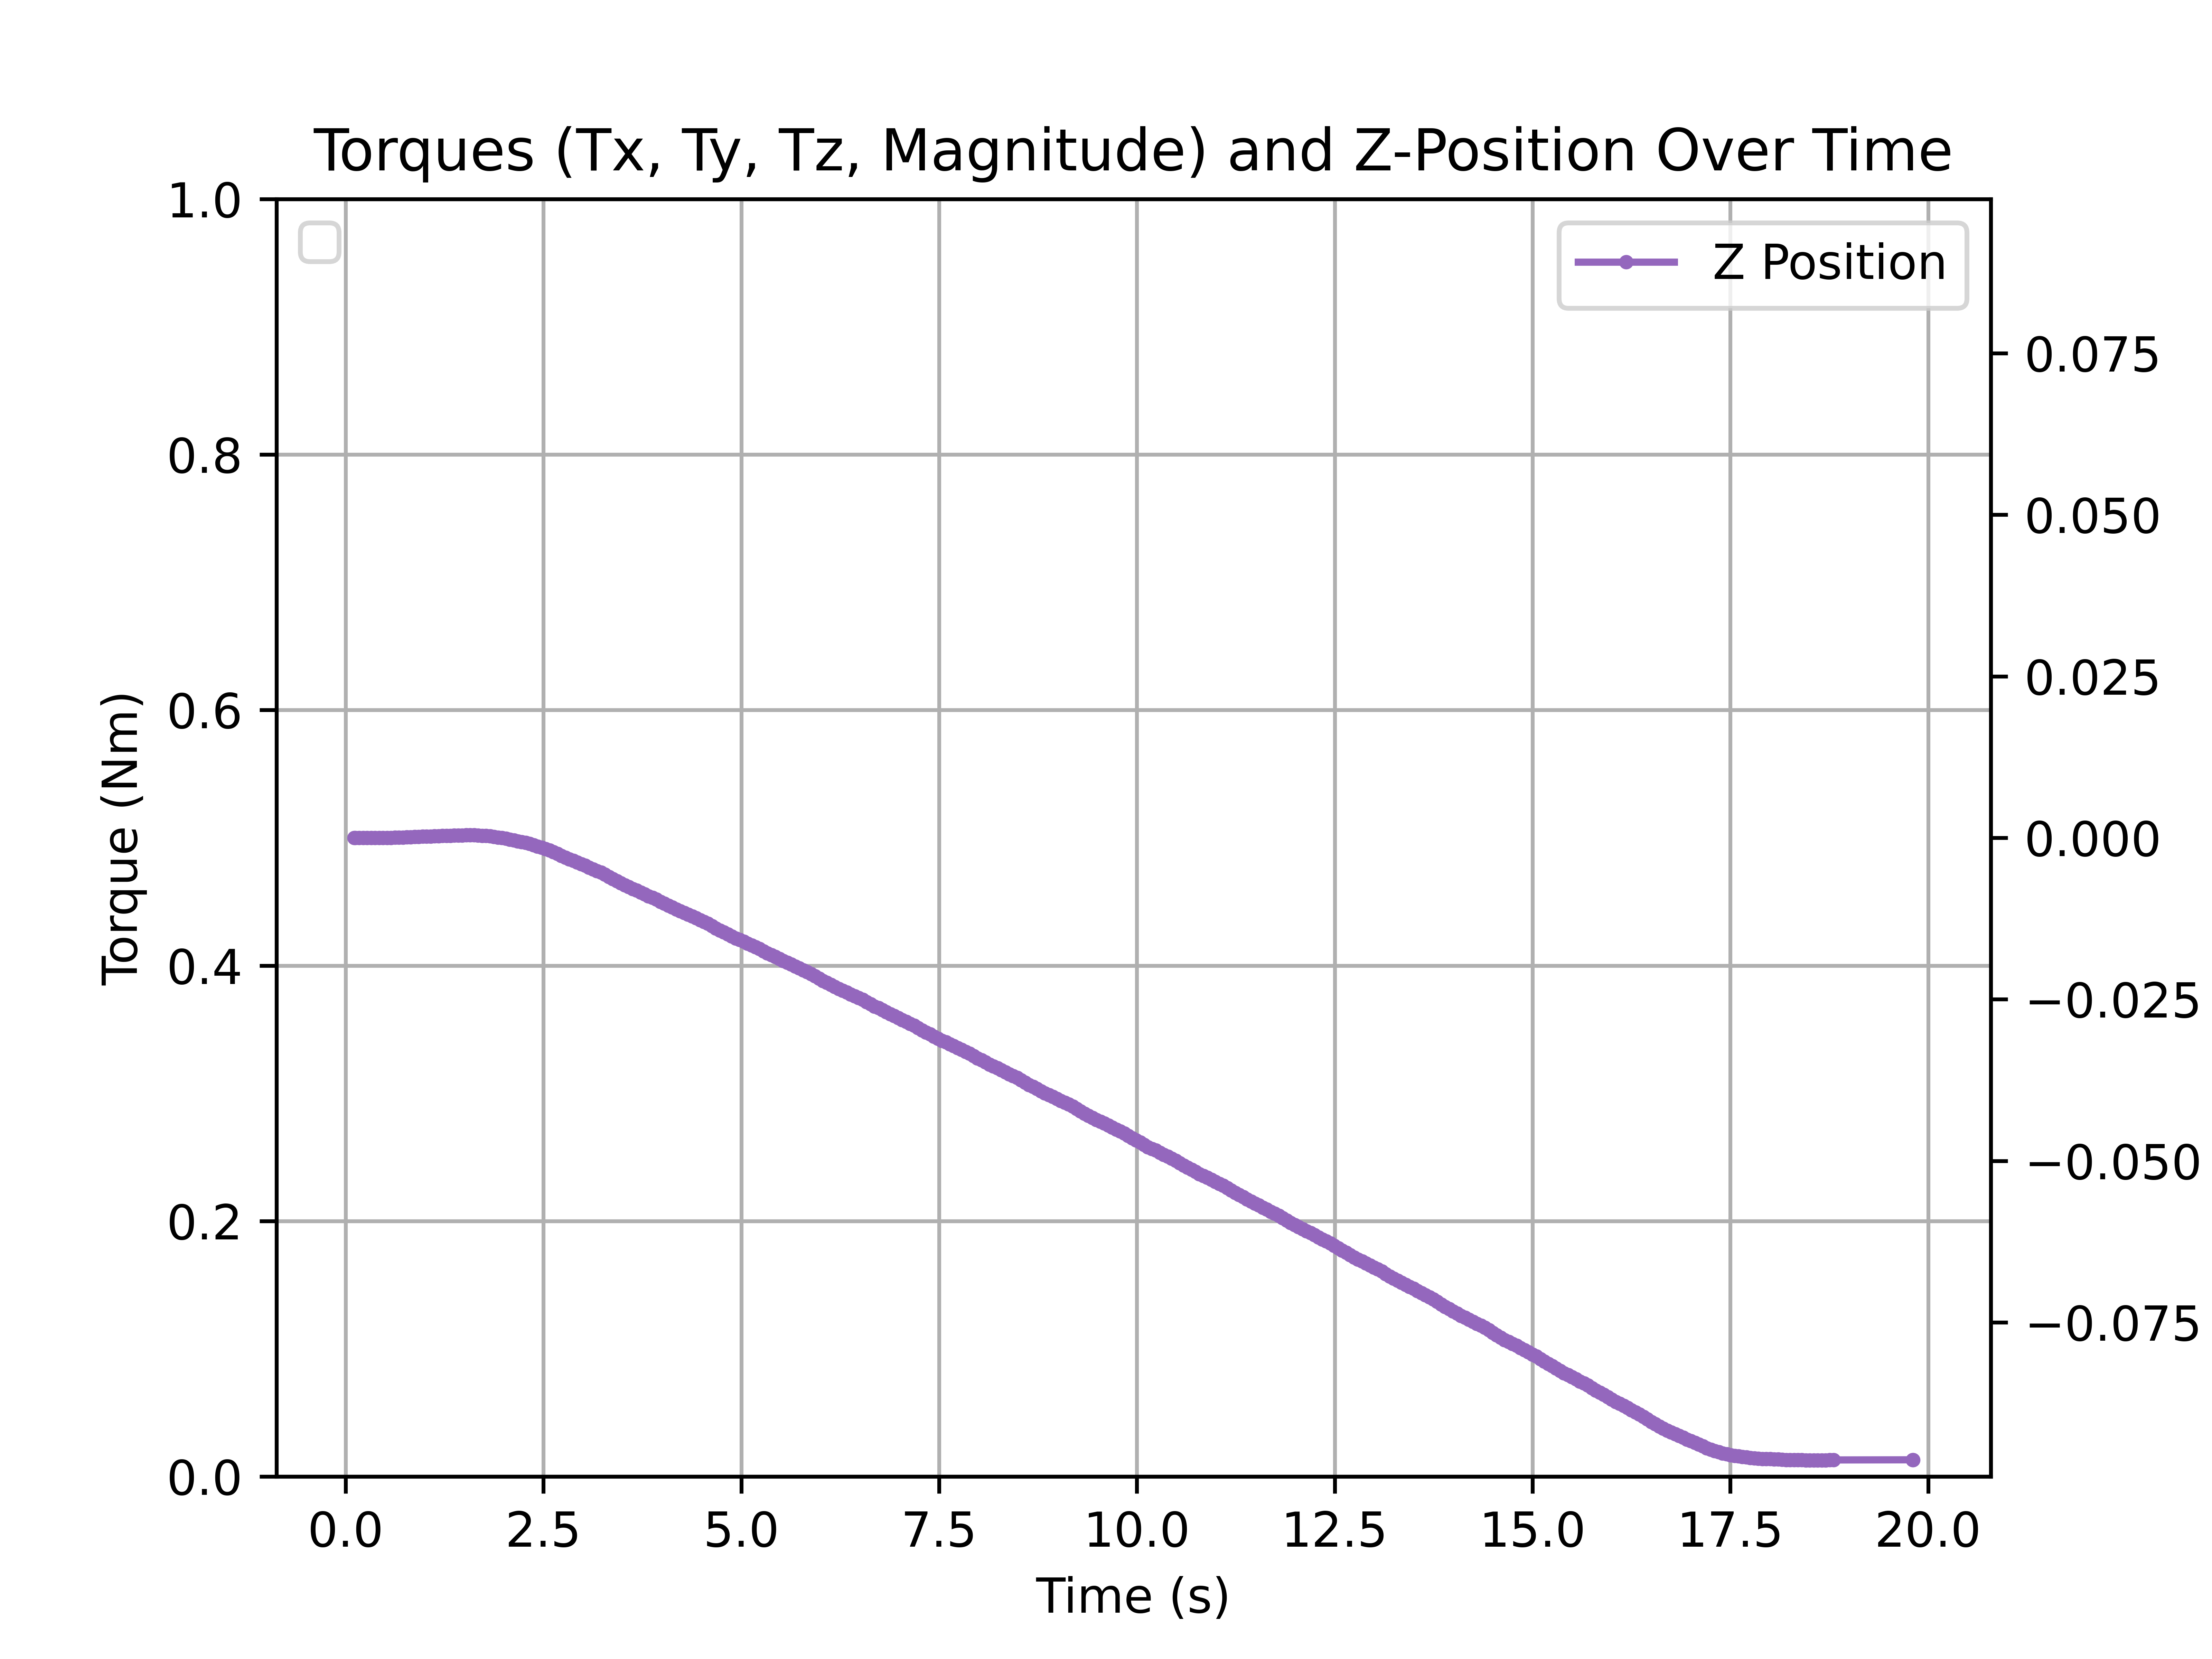 Torques (Tx, Ty, Tz, Magnitude) and Z-Position Over Time
Z Position
1.0
0.8
0.6
0.4
0.2
0.0
Torque (Nm)
0.075
0.050
0.025
0.000
−0.025
−0.050
−0.075
0.0 2.5 5.0 7.5 10.0 12.5 15.0 17.5 20.0
Time (s)